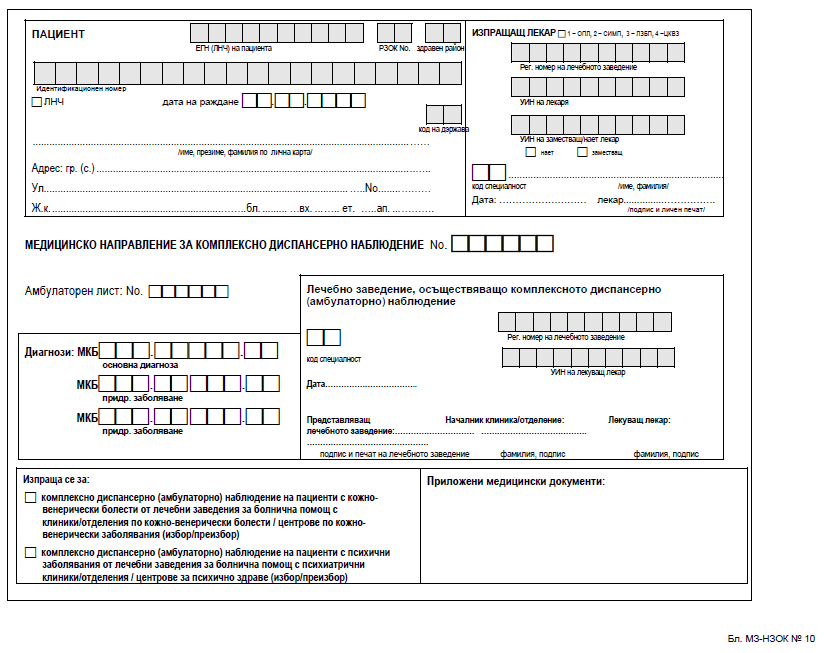 ПАЦИЕНТ
ЕГН (ЛНЧ) на пациента
РЗОК No.
здравен район
Идентификационен номер
ЛНЧ
дата на раждане
код на държава
/име, презиме, фамилия по лична карта/
Адрес: гр. (с.)
Ул. No.
Ж.к. бл. вх. ет. ап.
ИЗПРАЩАЩ ЛЕКАР 1 – ОПЛ, 2 – СИМП, 3 – ЛЗБП, 4 –ЦКВЗ
Рег. номер на лечебното заведение
УИН на лекаря
УИН на заместващ/нает лекар
нает заместващ
код специалност /име, фамилия/
Дата: лекар
/подпис и личен печат/
МЕДИЦИНСКО НАПРАВЛЕНИЕ ЗА КОМПЛЕКСНО ДИСПАНСЕРНО НАБЛЮДЕНИЕ No.
Амбулаторен лист: No.
Диагнози: МКБ
основна диагноза
МКБ
придр. заболяване
МКБ
придр. заболяване
Лечебно заведение, осъществяващо комплексното диспансерно
(амбулаторно) наблюдение
Рег. номер на лечебното заведение
код специалност
УИН на лекуващ лекар
Дата
Представляващ Началник клиника/отделение: Лекуващ лекар:
лечебното заведение:
подпис и печат на лечебното заведение фамилия, подпис фамилия, подпис
Изпраща се за:
комплексно диспансерно (амбулаторно) наблюдение на пациенти с кожно-
венерически болести от лечебни заведения за болнична помощ с
клиники/отделения по кожно-венерически болести / центрове по кожно-
венерически заболявания (избор/преизбор)
комплексно диспансерно (амбулаторно) наблюдение на пациенти с психични
заболявания от лечебни заведения за болнична помощ с психиатрични
клиники/отделения / центрове за психично здраве (избор/преизбор)
Приложени медицински документи:
Бл. МЗ-НЗОК № 10